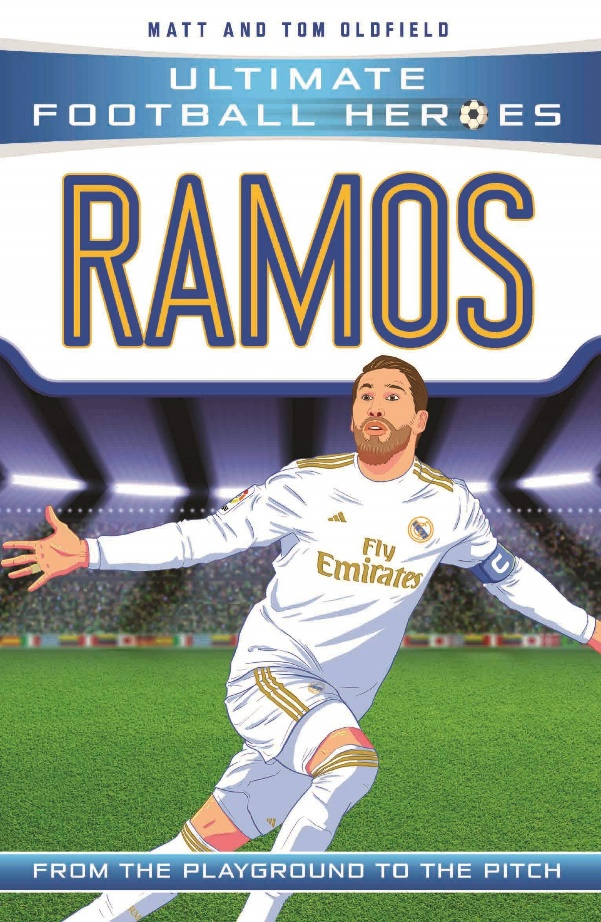 MATT AND TOM OLDFIELD
ULTIMATE
FOOTBALL HEROES
RAMOS
Fly
Emirates
C
FROM THE PLAYGROUND TO THE PITCH